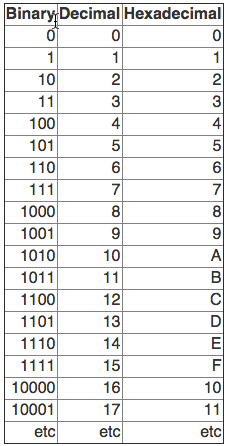 Binary Decimal Hexadecimal
0 0 0
1 1 1
10 2 2
11 3 3
100 4 4
101 5 5
110 6 6
111 7 7
1000 8 8
1001 9 9
1010 10 A
1011 11 B
1100 12 C
1101 13 D
1110 14 E
1111 15 F
10000 16 10
10001 17 11
etc etc etc